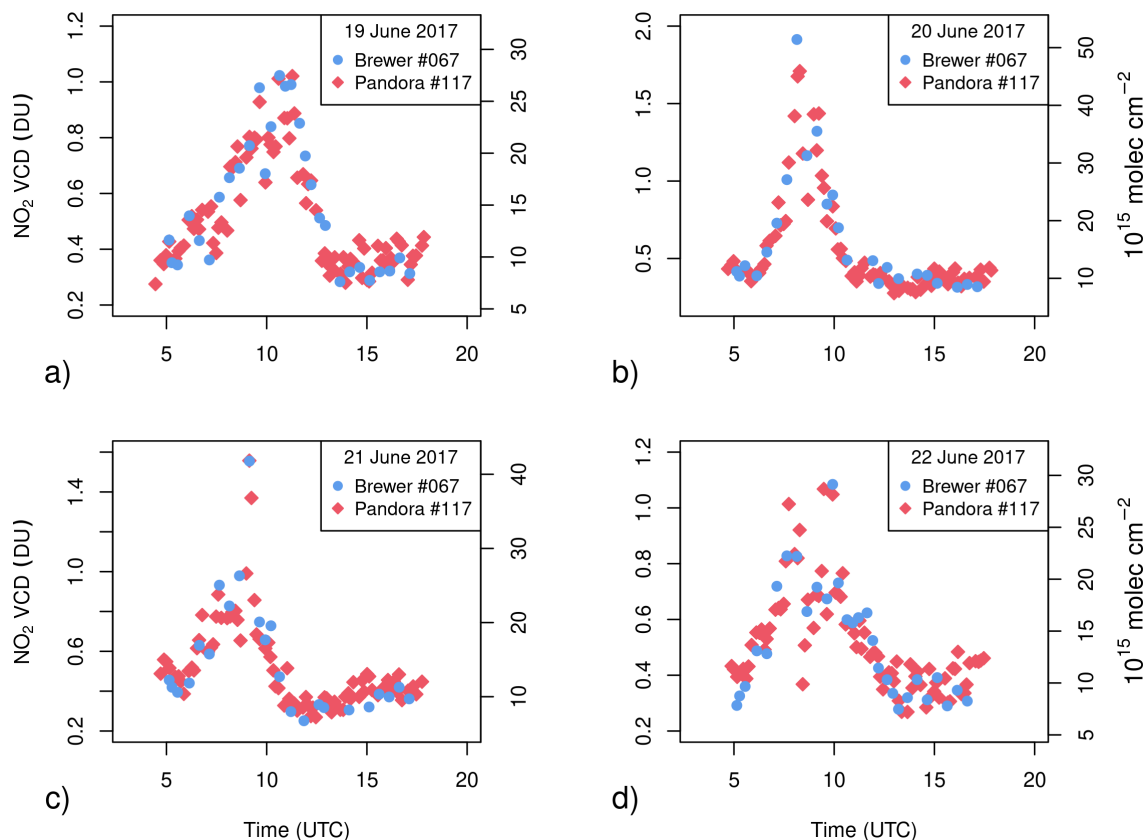 19 June 2017
Brewer #067
Pandora #117
NO2 VCD (DU)
0.2 0.4 0.6 0.8 1.0 1.2
5 10 15 20 25 30
5 10 15 20
a)
20 June 2017
Brewer #067
Pandora #117
0.5 1.0 1.5 2.0
10 20 30 40 50
10^15 molec cm−2
5 10 15 20
b)
21 June 2017
Brewer #067
Pandora #117
NO2 VCD (DU)
0.2 0.6 1.0 1.4
10 20 30 40
5 10 15 20
c)
Time (UTC)
22 June 2017
Brewer #067
Pandora #117
0.2 0.4 0.6 0.8 1.0 1.2
5 10 15 20 25 30
10^15 molec cm−2
5 10 15 20
d)
Time (UTC)